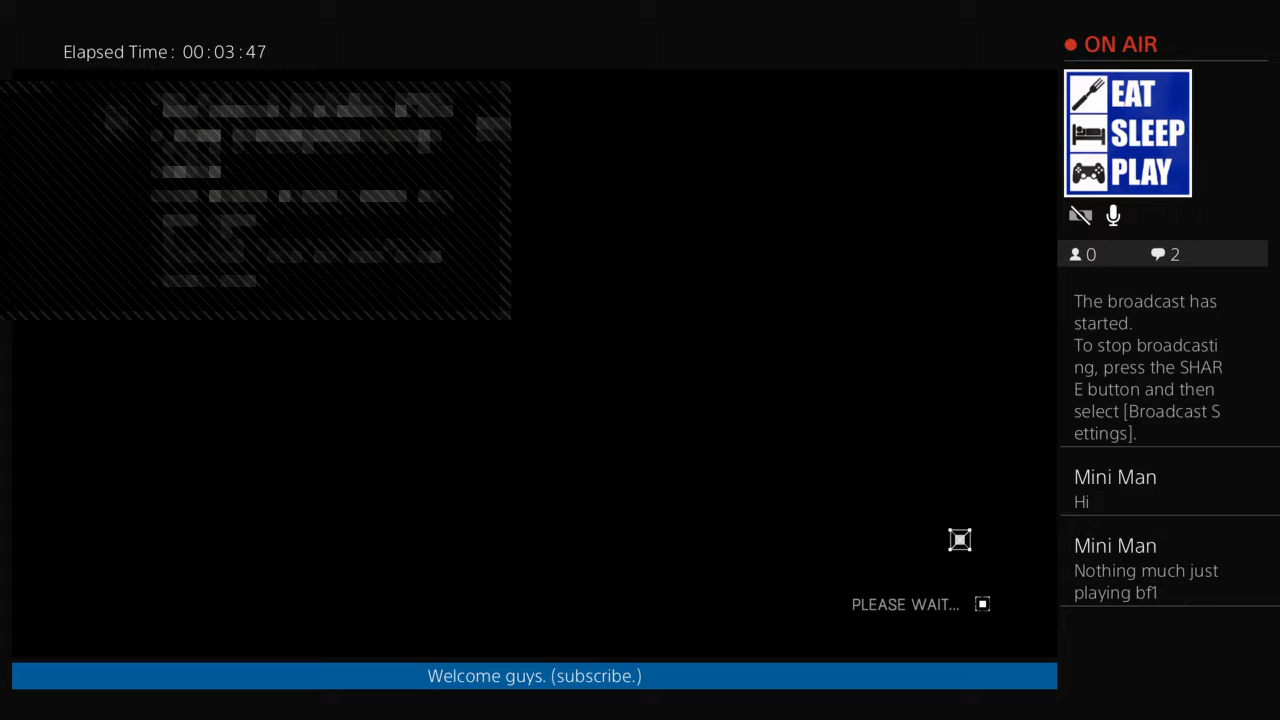 Elapsed Time: 00:03:47
ON AIR
EAT
SLEEP
PLAY
0 2
The broadcast has
started.
To stop broadcasti
ng, press the SHAR
E button and then
select [Broadcast S
ettings].
Mini Man
Hi
Mini Man
Nothing much just
playing bf1
PLEASE WAIT...
Welcome guys. (subscribe.)